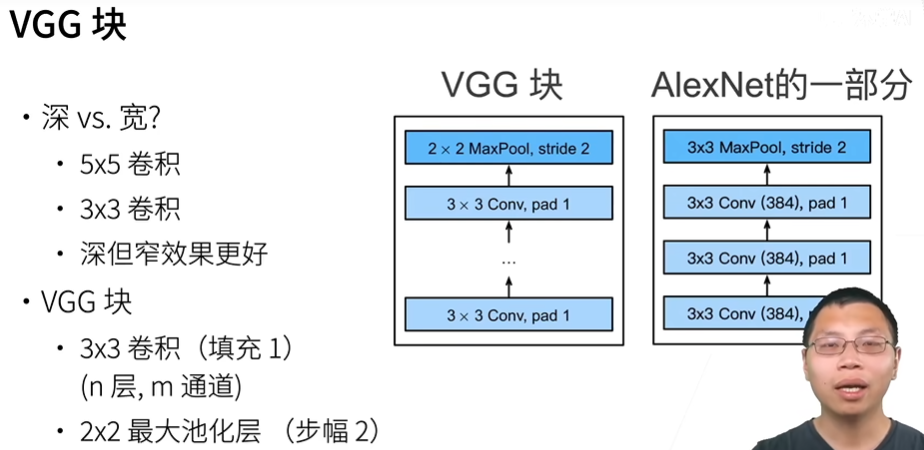 VGG 块
• 深 vs. 宽?
• 5x5 卷积
• 3x3 卷积
• 深但窄效果更好
• VGG 块
• 3x3 卷积（填充 1）
(n 层, m 通道)
• 2x2 最大池化层 （步幅 2）
VGG 块
2 × 2 MaxPool, stride 2
3 × 3 Conv, pad 1
...
3 × 3 Conv, pad 1
AlexNet的一部分
3x3 MaxPool, stride 2
3x3 Conv (384), pad 1
3x3 Conv (384), pad 1
3x3 Conv (384),